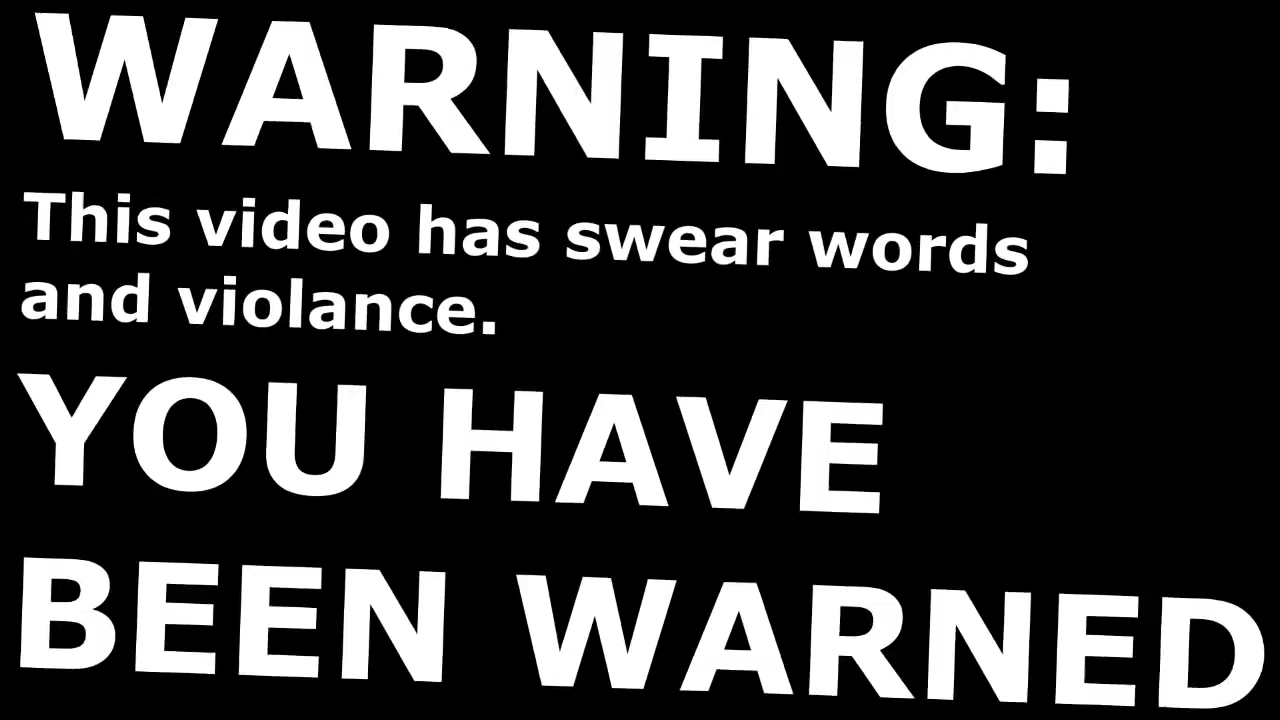 WARNING:
This video has swear words
and violance.
YOU HAVE
BEEN WARNED